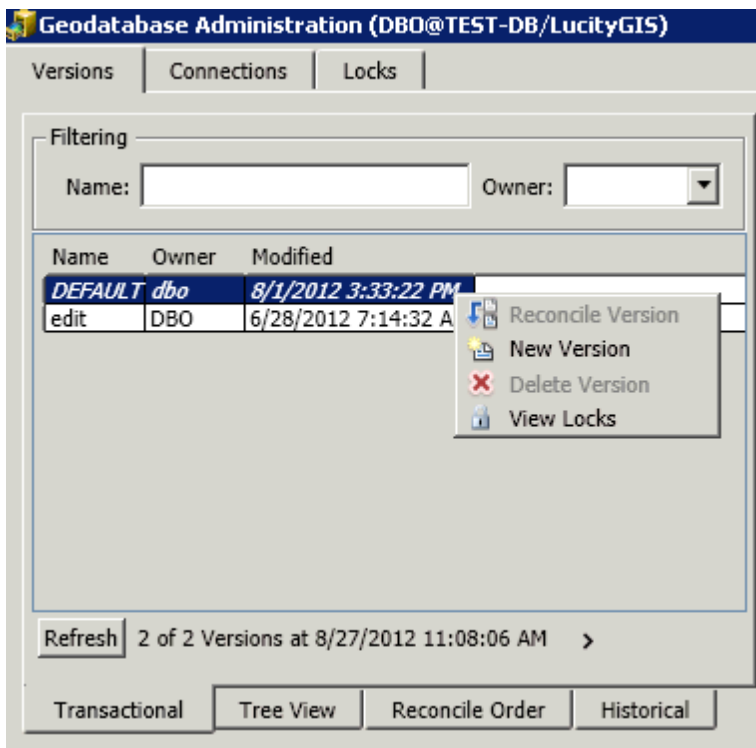 Geodatabase Administration (DBO@TEST-DB/LucityGIS)
Versions Connections Locks
Filtering
Name: Owner:
Name Owner Modified
DEFAULT dbo 8/1/2012 3:33:22 PM
edit DBO 6/28/2012 7:14:32 A
Reconcile Version
New Version
Delete Version
View Locks
Refresh 2 of 2 Versions at 8/27/2012 11:08:06 AM >
Transactional Tree View Reconcile Order Historical